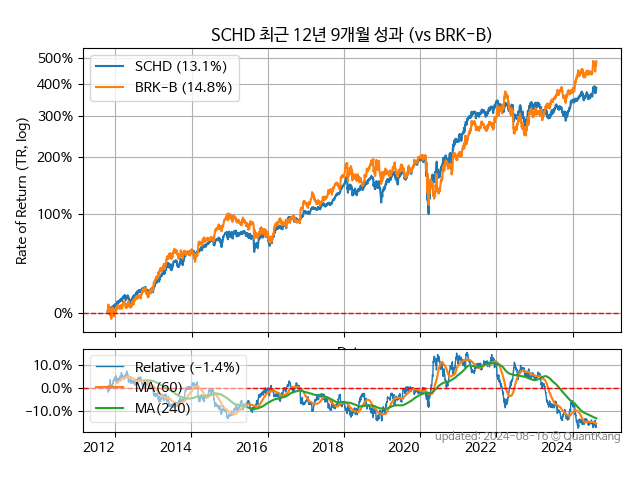 SCHD 최근 12년 9개월 성과 (vs BRK-B)
Rate of Return (TR, log)
500%
400%
300%
200%
100%
0%
SCHD (13.1%)
BRK-B (14.8%)
10.0%
0.0%
−10.0%
Relative (−1.4%)
MA(60)
MA(240)
2012 2014 2016 2018 2020 2022 2024
updated: 2024-08-16 © QuantKang